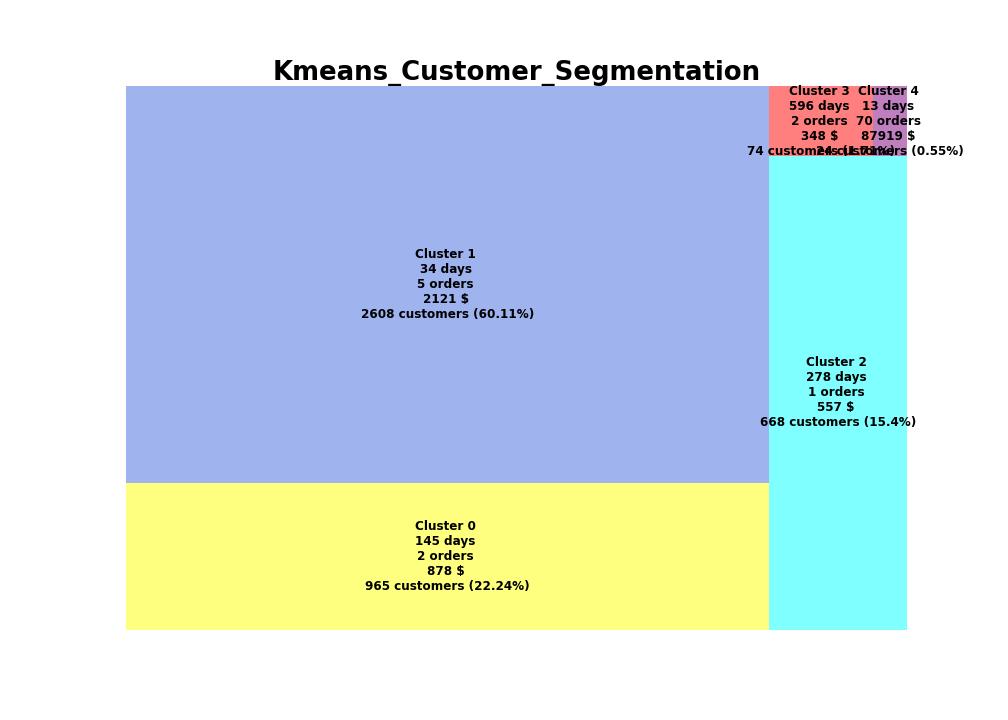 Kmeans_Customer_Segmentation
Cluster 3
596 days
2 orders
348 $
74 customers (1.71%)
Cluster 4
13 days
70 orders
87919 $
24 customers (0.55%)
Cluster 1
34 days
5 orders
2121 $
2608 customers (60.11%)
Cluster 2
278 days
1 orders
557 $
668 customers (15.4%)
Cluster 0
145 days
2 orders
878 $
965 customers (22.24%)